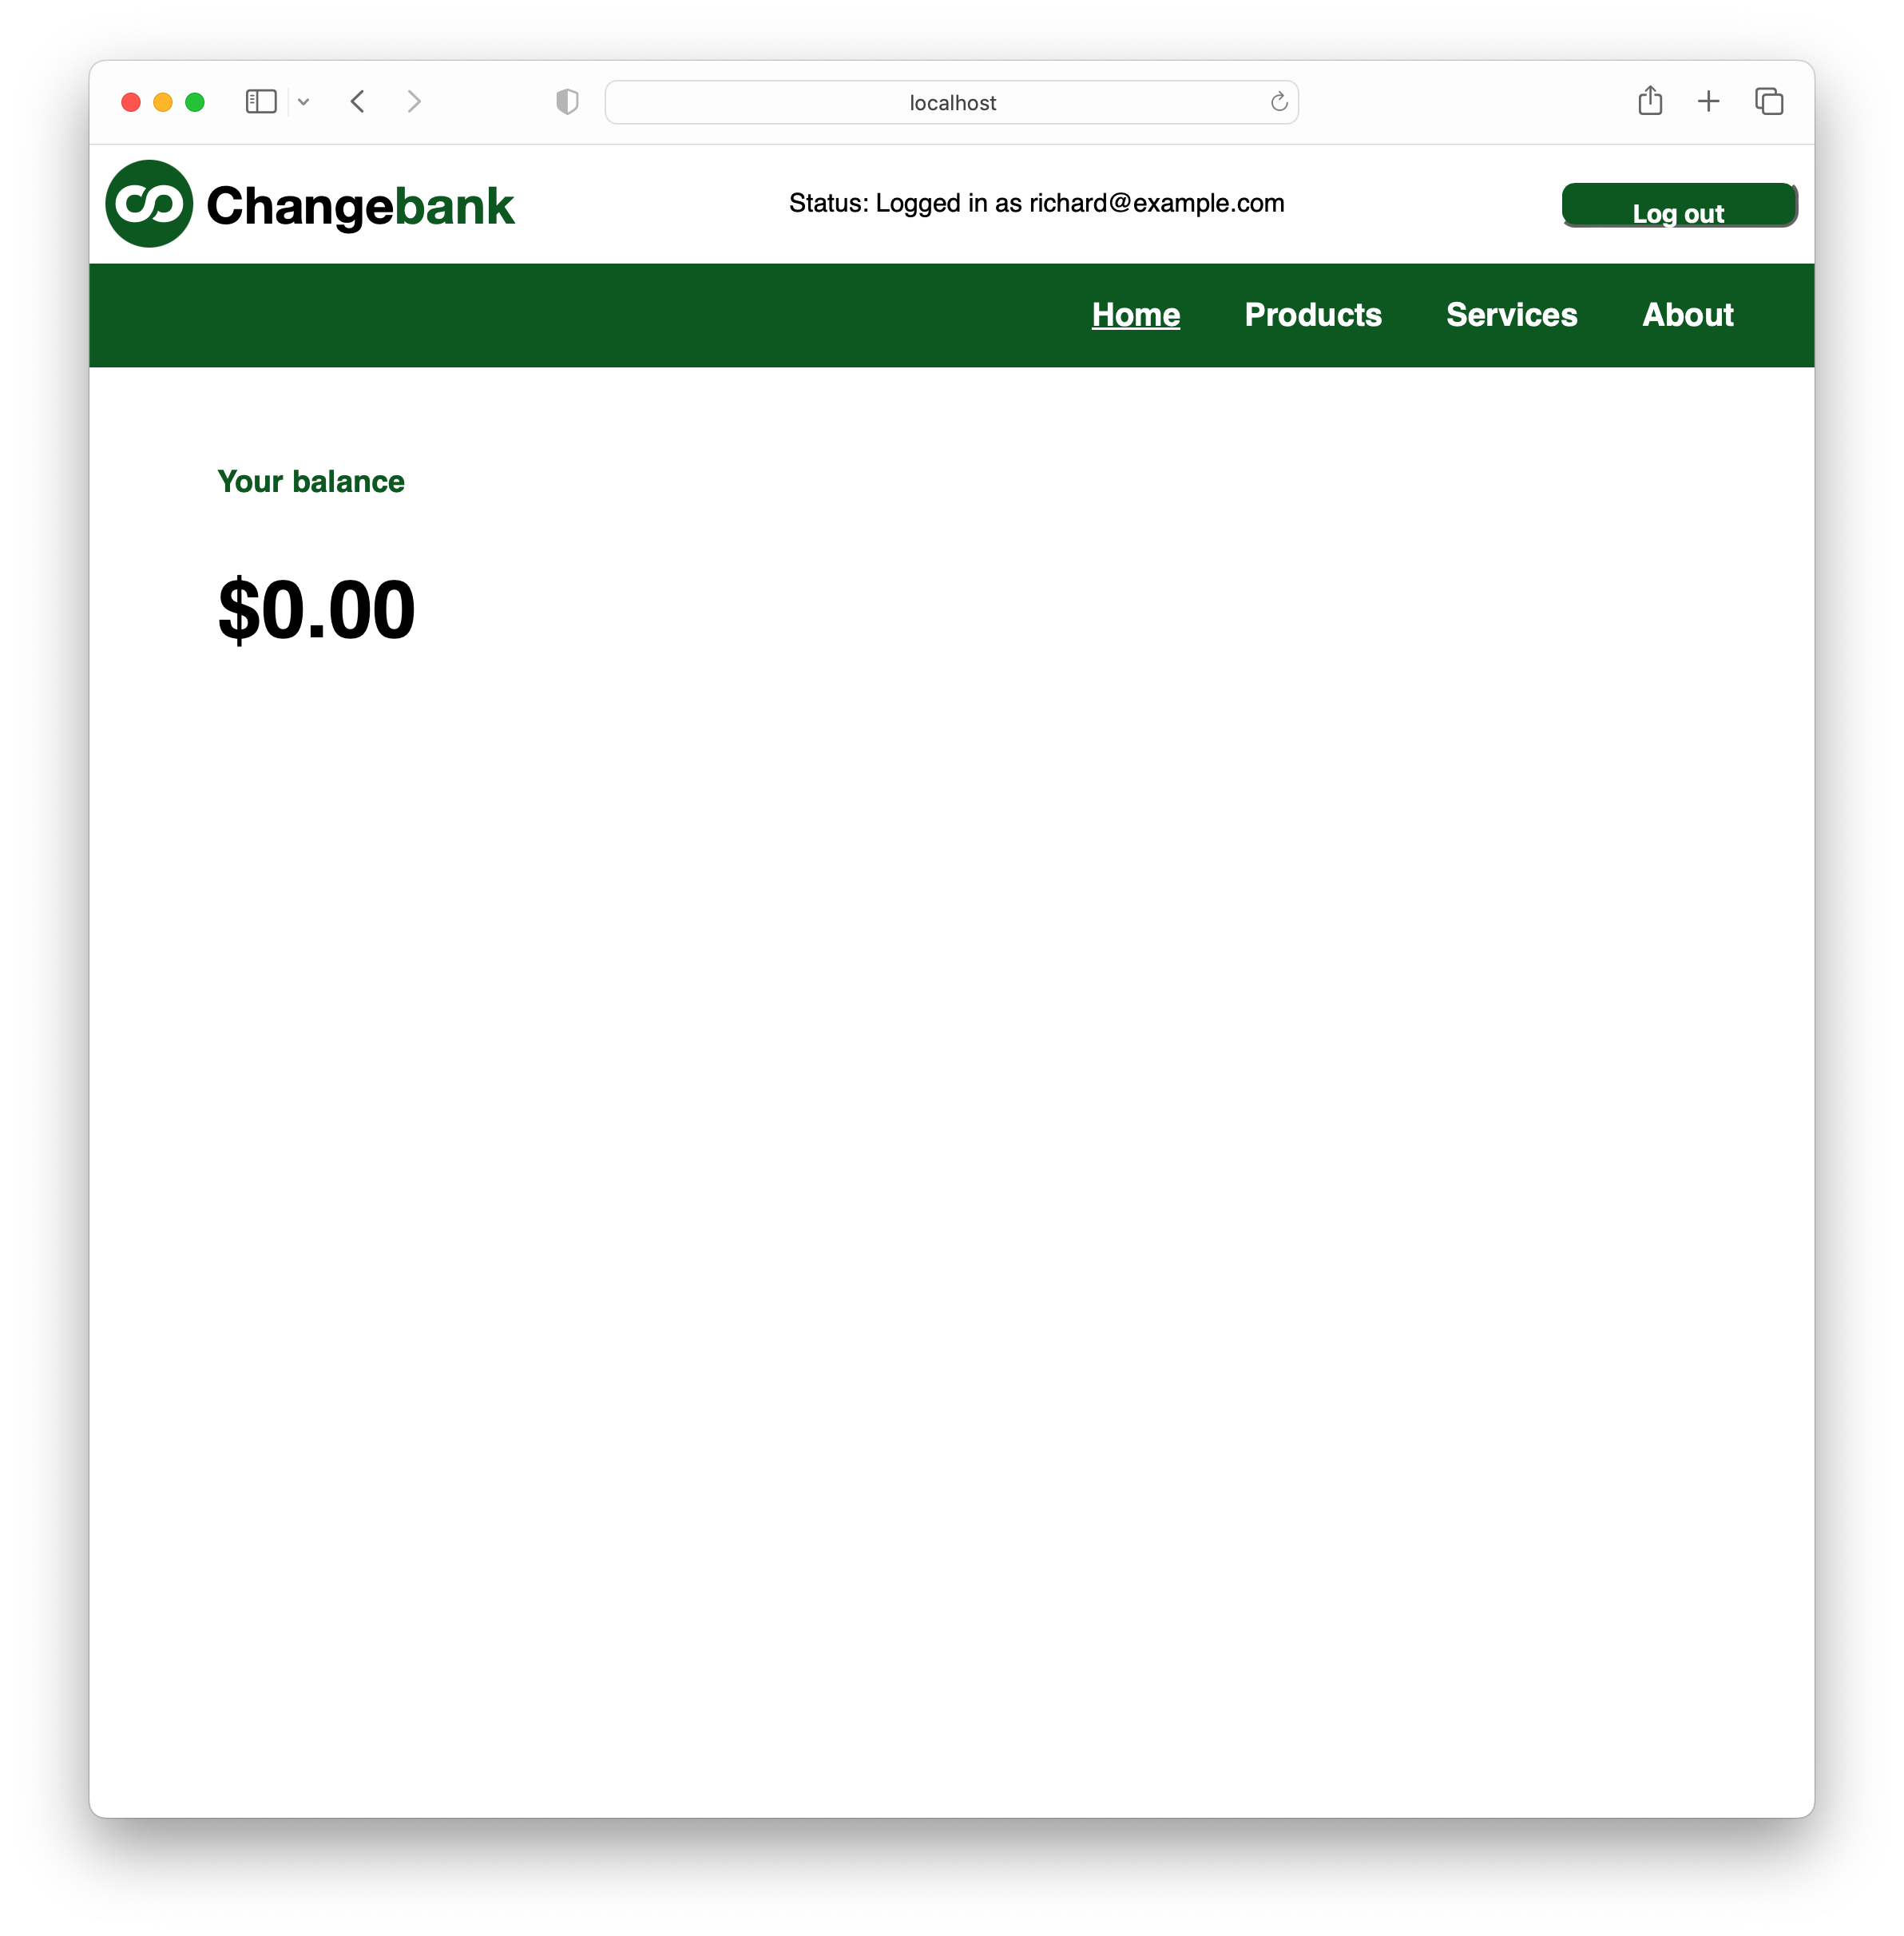 localhost
Changebank
Status: Logged in as richard@example.com
Log out
Home Products Services About
Your balance
$0.00